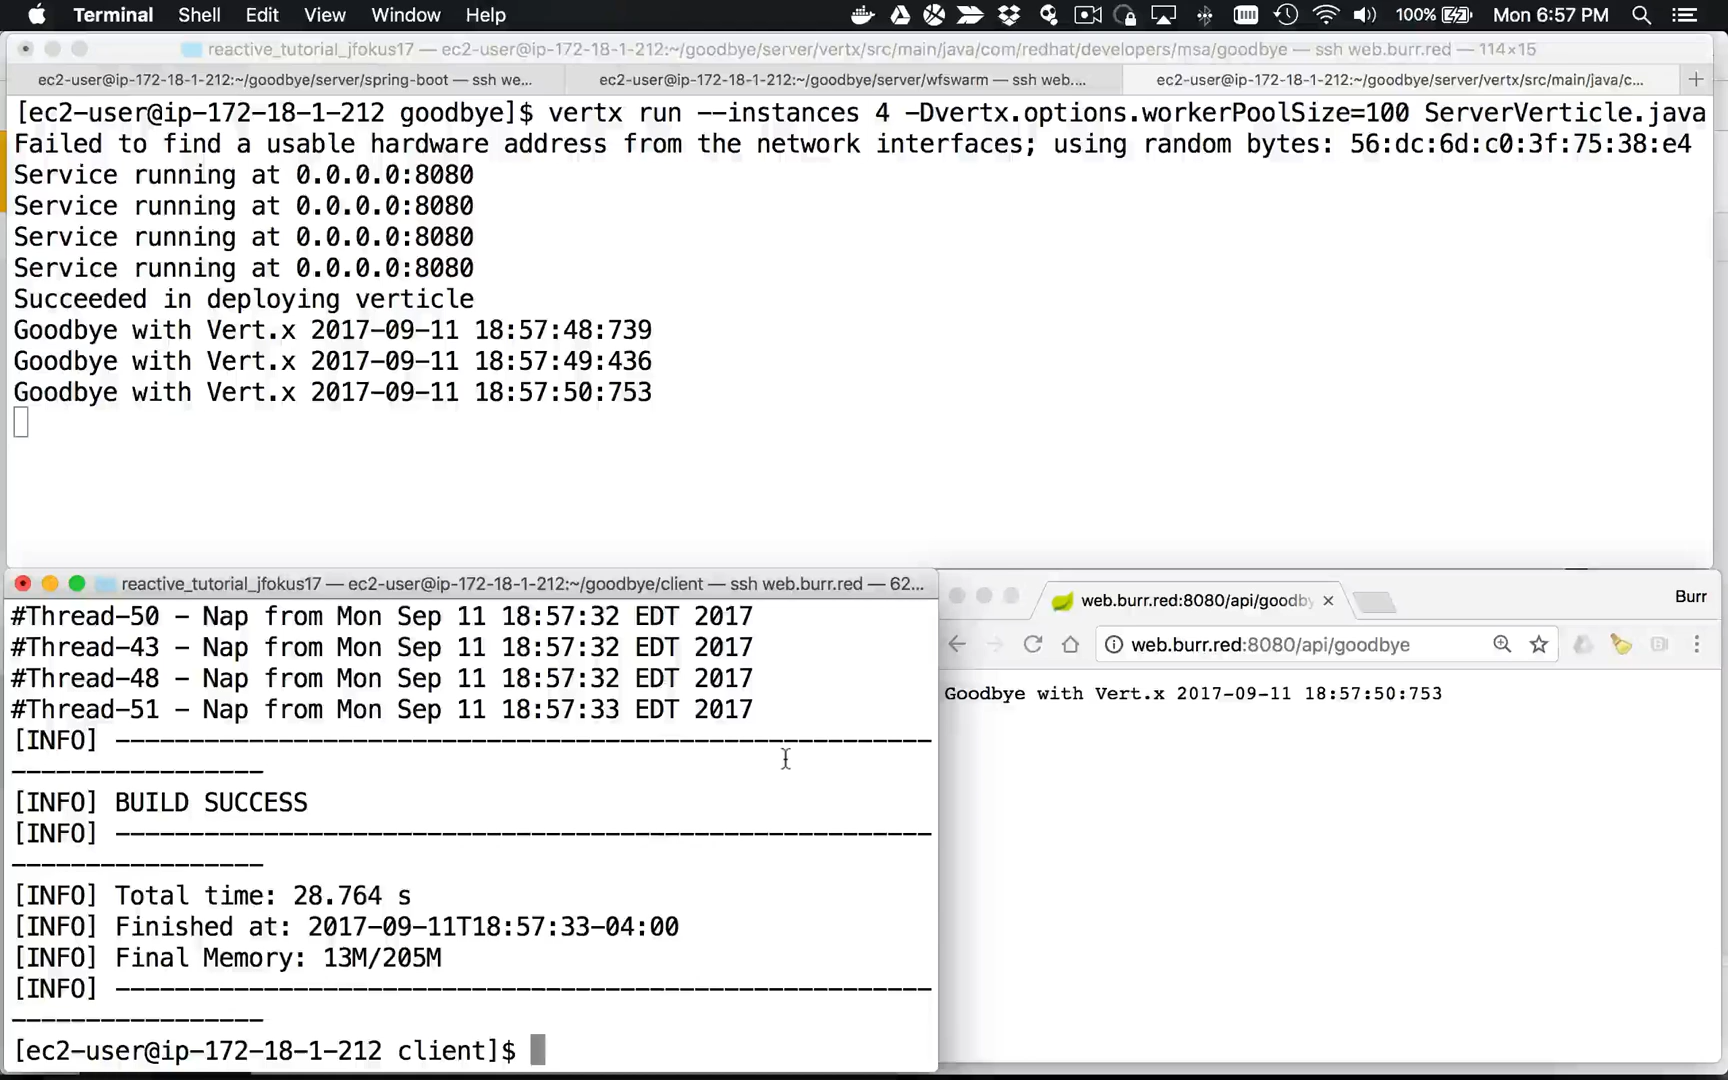 Terminal Shell Edit View Window Help 100% Mon 6:57 PM
reactive_tutorial_jfokus17 — ec2-user@ip-172-18-1-212:~/goodbye/server/vertx/src/main/java/com/redhat/developers/msa/goodbye — ssh web.burr.red — 114×15
ec2-user@ip-172-18-1-212:~/goodbye/server/spring-boot — ssh we... ec2-user@ip-172-18-1-212:~/goodbye/server/wfswarm — ssh web.... ec2-user@ip-172-18-1-212:~/goodbye/server/vertx/src/main/java/c... +
[ec2-user@ip-172-18-1-212 goodbye]$ vertx run --instances 4 -Dvertx.options.workerPoolSize=100 ServerVerticle.java
Failed to find a usable hardware address from the network interfaces; using random bytes: 56:dc:6d:c0:3f:75:38:e4
Service running at 0.0.0.0:8080
Service running at 0.0.0.0:8080
Service running at 0.0.0.0:8080
Service running at 0.0.0.0:8080
Succeeded in deploying verticle
Goodbye with Vert.x 2017-09-11 18:57:48:739
Goodbye with Vert.x 2017-09-11 18:57:49:436
Goodbye with Vert.x 2017-09-11 18:57:50:753
reactive_tutorial_jfokus17 — ec2-user@ip-172-18-1-212:~/goodbye/client — ssh web.burr.red — 62...
#Thread-50 - Nap from Mon Sep 11 18:57:32 EDT 2017
#Thread-43 - Nap from Mon Sep 11 18:57:32 EDT 2017
#Thread-48 - Nap from Mon Sep 11 18:57:32 EDT 2017
#Thread-51 - Nap from Mon Sep 11 18:57:33 EDT 2017
[INFO] -------------------------------------------------------
-----------------
[INFO] BUILD SUCCESS
[INFO] -------------------------------------------------------
-----------------
[INFO] Total time: 28.764 s
[INFO] Finished at: 2017-09-11T18:57:33-04:00
[INFO] Final Memory: 13M/205M
[INFO] -------------------------------------------------------
-----------------
[ec2-user@ip-172-18-1-212 client]$
web.burr.red:8080/api/goodby × Burr
web.burr.red:8080/api/goodbye
Goodbye with Vert.x 2017-09-11 18:57:50:753